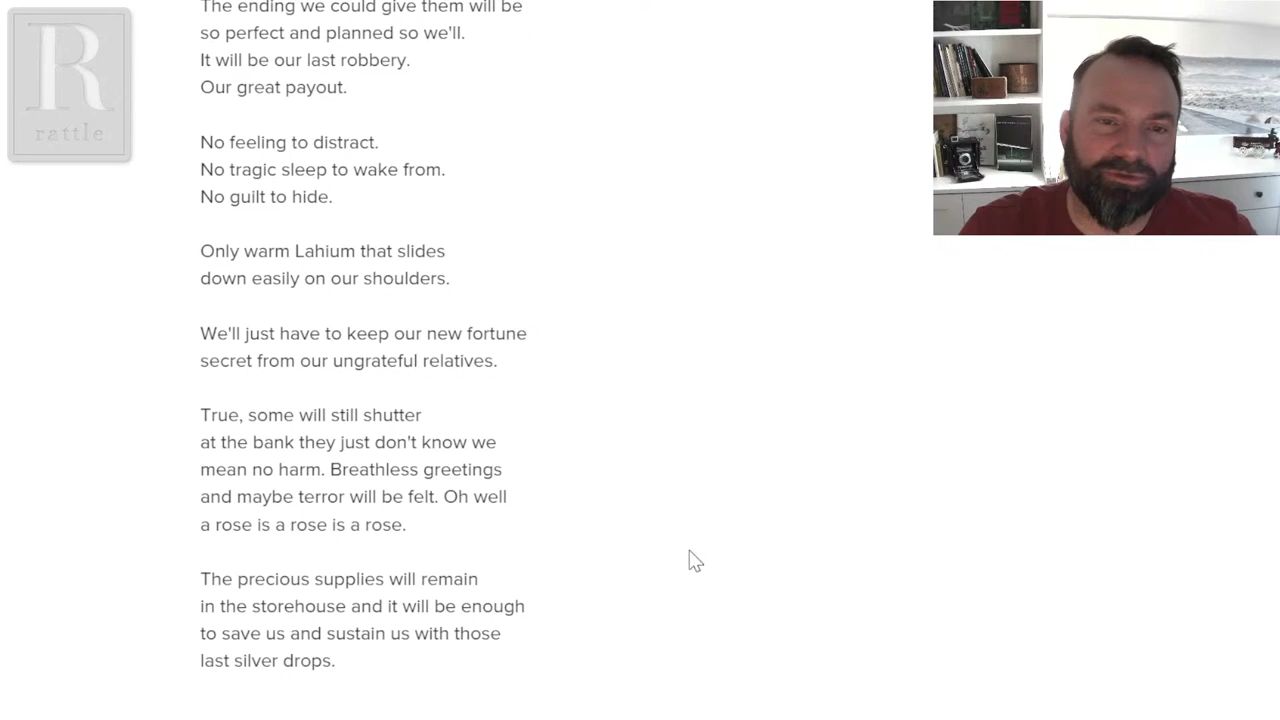 R
rattle
The ending we could give them will be
so perfect and planned so we'll.
It will be our last robbery.
Our great payout.
No feeling to distract.
No tragic sleep to wake from.
No guilt to hide.
Only warm Lahium that slides
down easily on our shoulders.
We'll just have to keep our new fortune
secret from our ungrateful relatives.
True, some will still shutter
at the bank they just don't know we
mean no harm. Breathless greetings
and maybe terror will be felt. Oh well
a rose is a rose is a rose.
The precious supplies will remain
in the storehouse and it will be enough
to save us and sustain us with those
last silver drops.